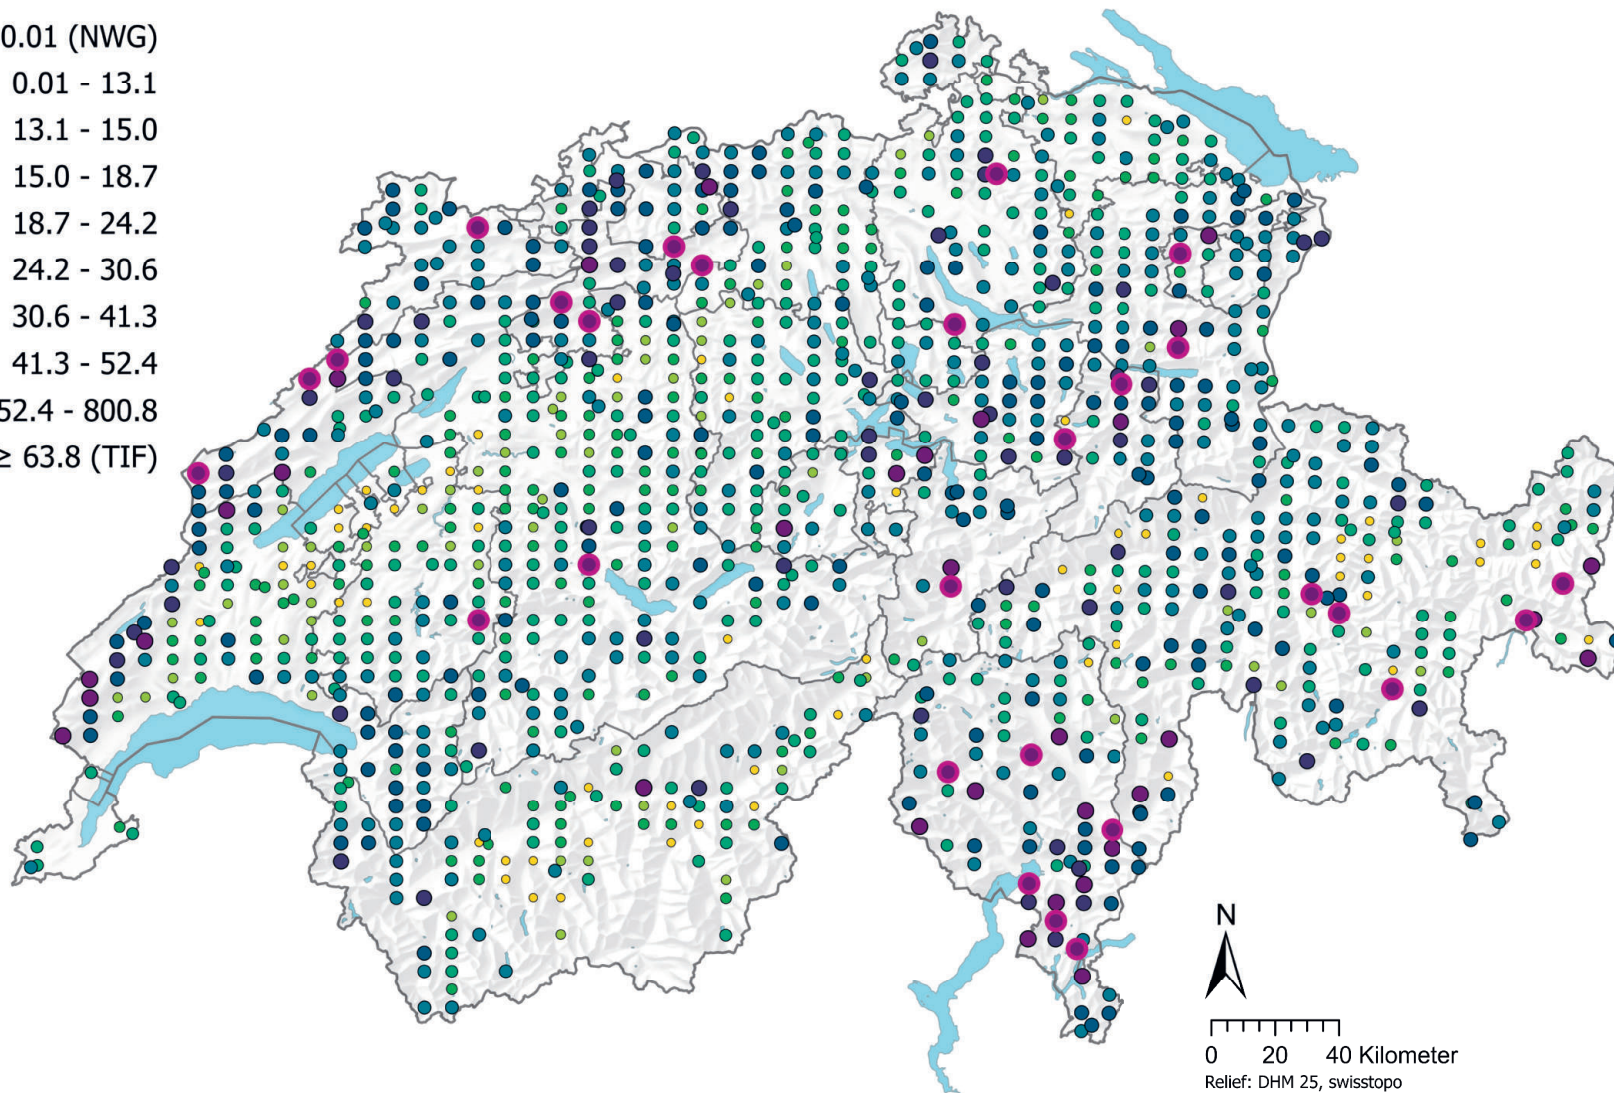 0.01 (NWG)
0.01 - 13.1
13.1 - 15.0
15.0 - 18.7
18.7 - 24.2
24.2 - 30.6
30.6 - 41.3
41.3 - 52.4
52.4 - 800.8
≥ 63.8 (TIF)
N
0 20 40 Kilometer
Relief: DHM 25, swisstopo